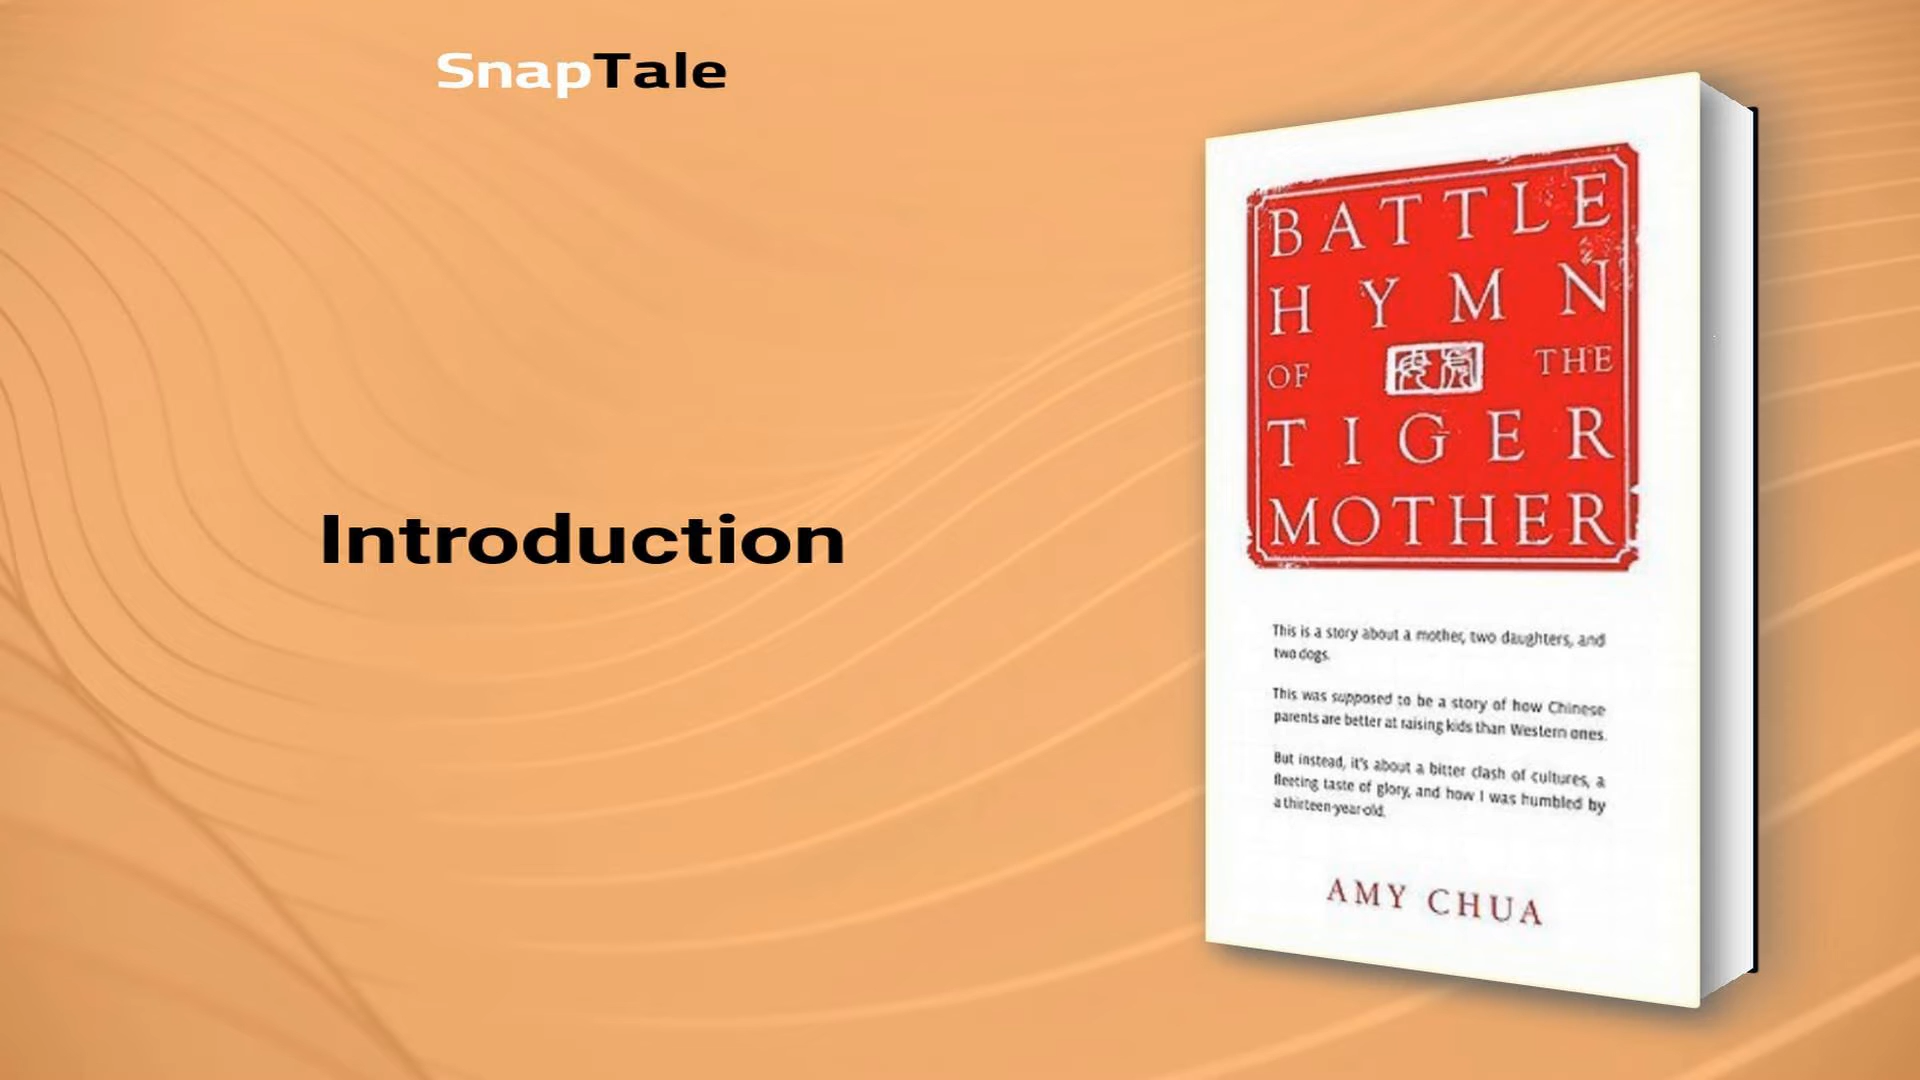 SnapTale
Introduction
BATTLE
HYMN
OF THE
TIGER
MOTHER
This is a story about a mother, two daughters, and
two dogs.
This was supposed to be a story of how Chinese
parents are better at raising kids than Western ones.
But instead, it's about a bitter clash of cultures, a
fleeting taste of glory, and how I was humbled by
a thirteen-year-old.
AMY CHUA